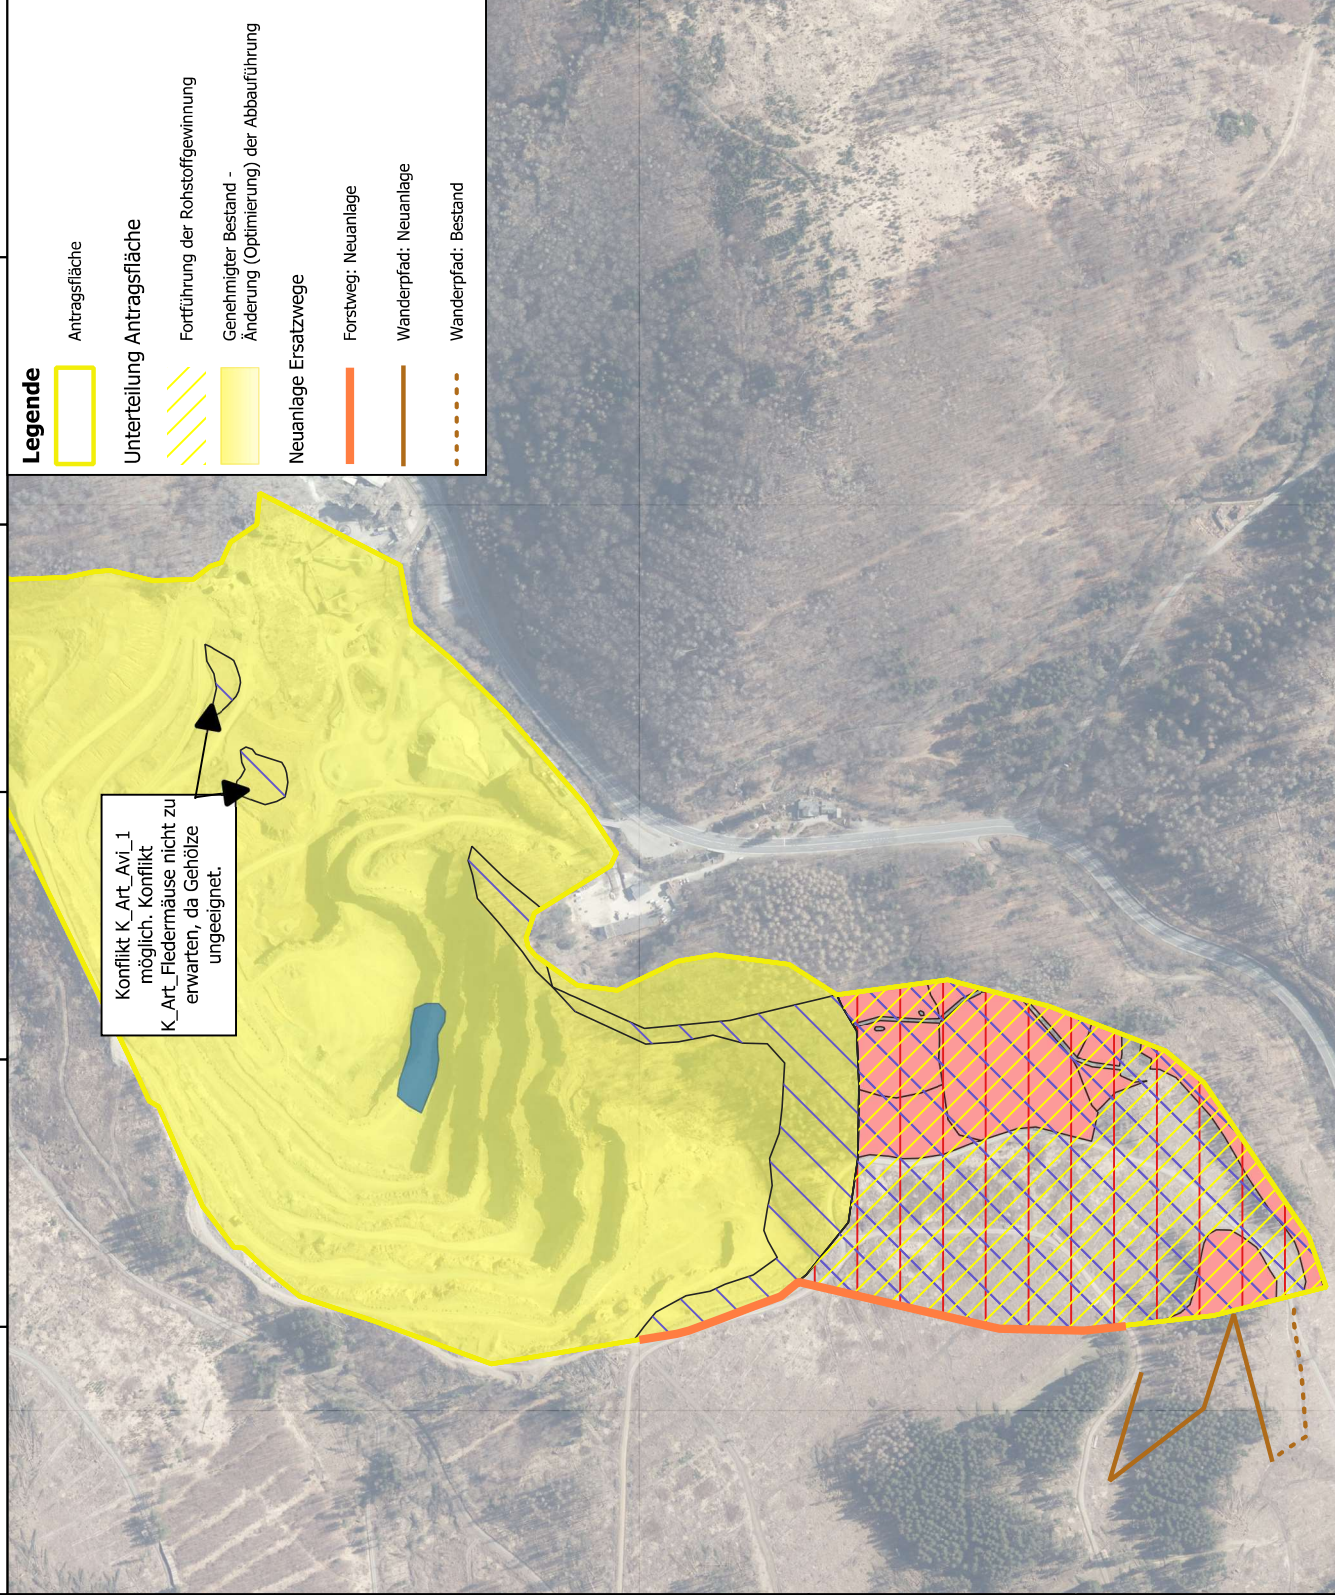 Legende
Antragsfläche
Unterteilung Antragsfläche
Fortführung der Rohstoffgewinnung
Genehmigter Bestand -
Änderung (Optimierung) der Abbauführung
Neuanlage Ersatzwege
Forstweg: Neuanlage
Wanderpfad: Neuanlage
Wanderpfad: Bestand
Konflikt K_Art_Avi_1
möglich. Konflikt
K_Art_Fledermäuse nicht zu
erwarten, da Gehölze
ungeeignet.